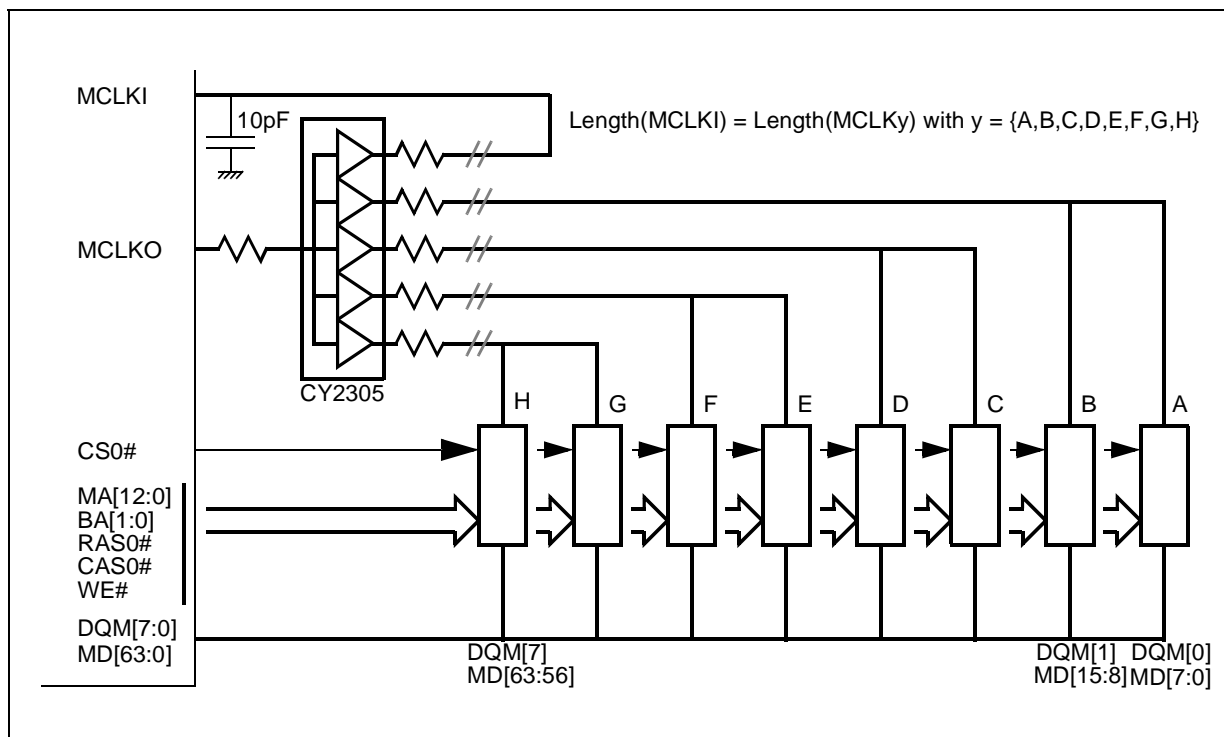 MCLKI
10pF
Length(MCLKI) = Length(MCLKy) with y = {A,B,C,D,E,F,G,H}
MCLKO
CY2305
H G F E D C B A
CS0#
MA[12:0]
BA[1:0]
RAS0#
CAS0#
WE#
DQM[7:0]
MD[63:0]
DQM[7]
MD[63:56]
DQM[1]
MD[15:8]
DQM[0]
MD[7:0]